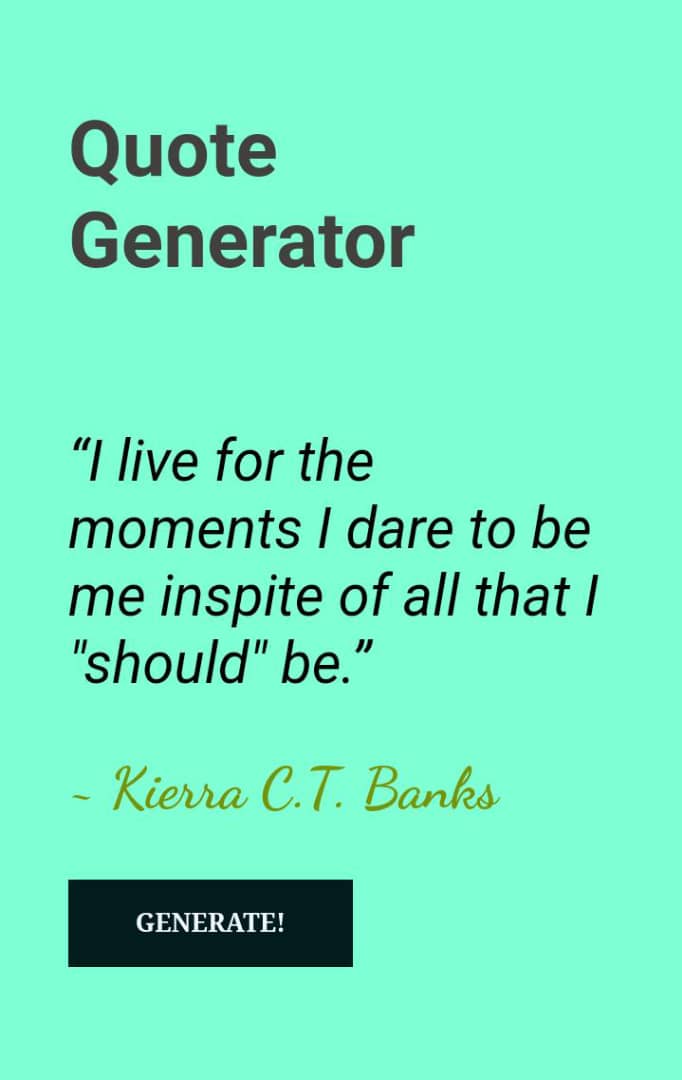 Quote
Generator
“I live for the
moments I dare to be
me inspite of all that I
"should" be.”
~ Kierra C.T. Banks
GENERATE!